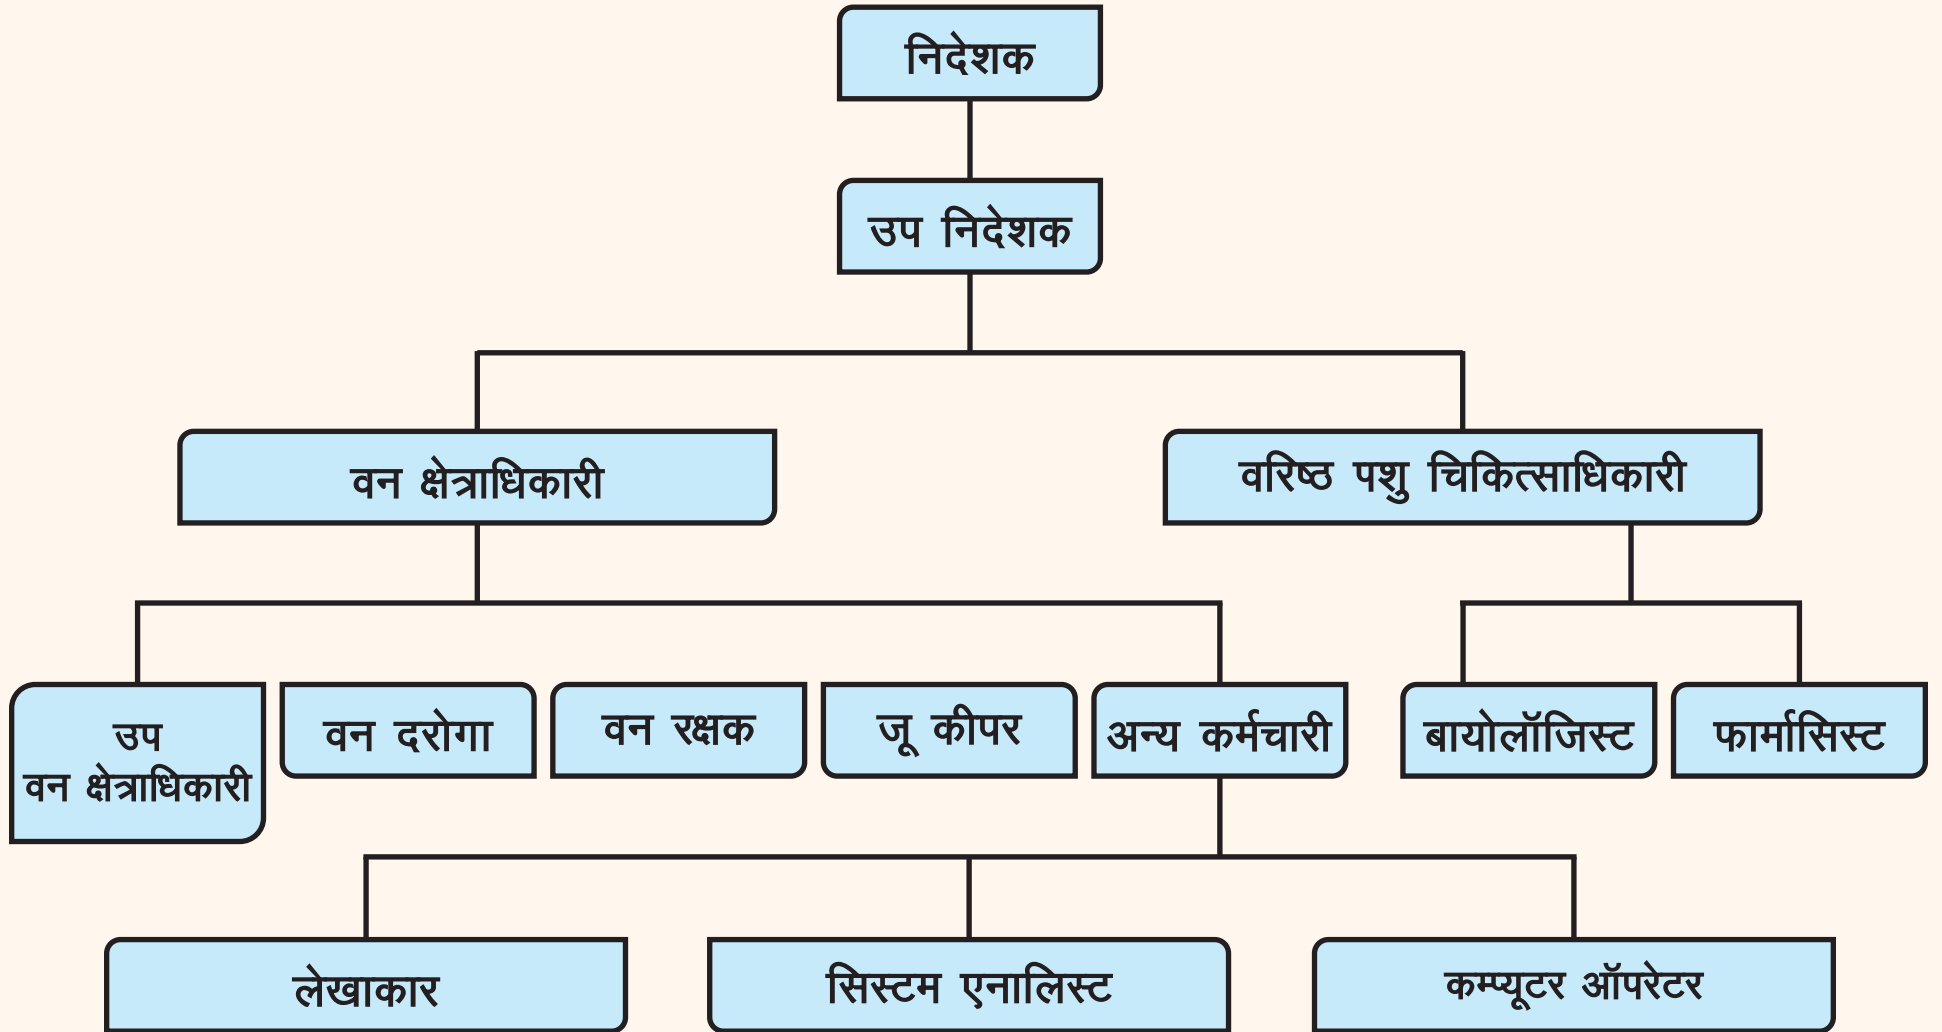 निदेशक
उप निदेशक
वन क्षेत्राधिकारी
वरिष्ठ पशु चिकित्साधिकारी
उप
वन क्षेत्राधिकारी
वन दरोगा
वन रक्षक
जू कीपर
अन्य कर्मचारी
बायोलॉजिस्ट
फार्मासिस्ट
लेखाकार
सिस्टम एनालिस्ट
कम्प्यूटर ऑपरेटर